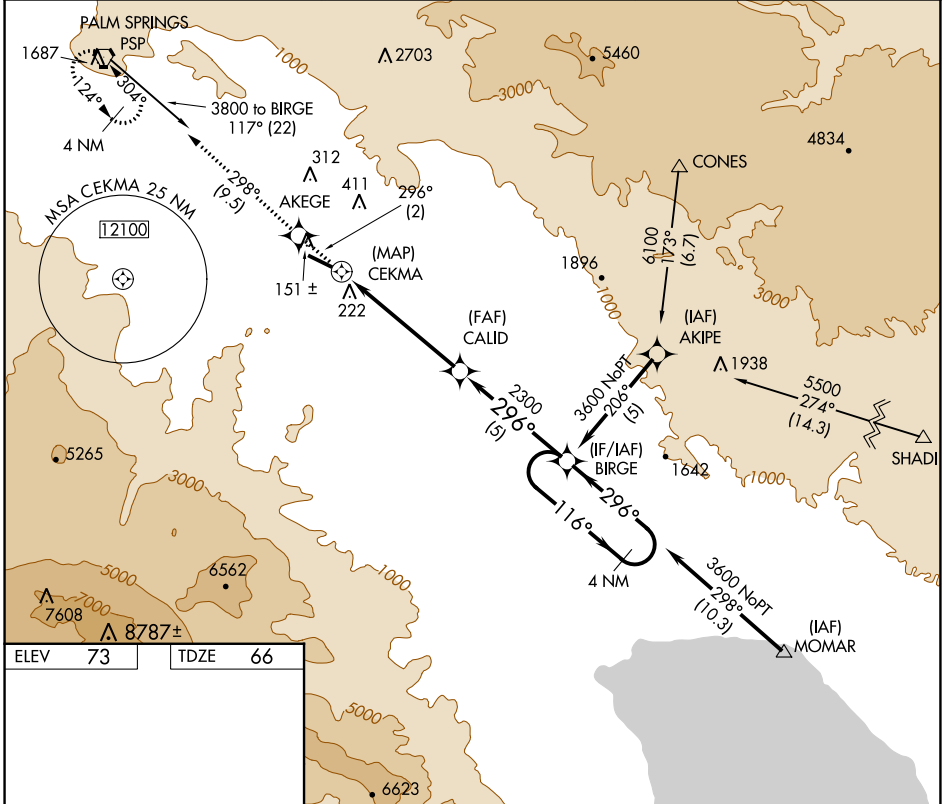 PALM SPRINGS
PSP
1687
304°
124°
4 NM
3800 to BIRGE
117° (22)
2703
1000
5460
3000
4834
CONES
312
411
298°
(9.5)
AKEGE
296°
(2)
MSA CEKMA 25 NM
12100
(MAP)
CEKMA
151 ±
222
6100
173°
(6.7)
1896
1000
3000
(FAF)
CALID
(IAF)
AKIPE
1938
5500
274°
(14.3)
SHADI
3600 NoPT
206°
(5)
2300
296°
(5)
(IF/IAF)
BIRGE
1642
1000
5265
3000
296°
116°
4 NM
3600 NoPT
298°
(10.3)
(IAF)
MOMAR
5000
6562
1000
7608
7000
8787±
ELEV 73
TDZE 66
5000
6623